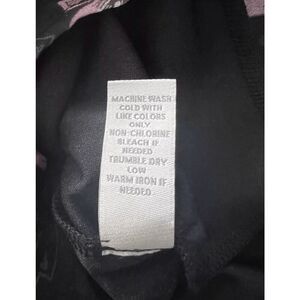 MACHINE WASH
COLD WITH
LIKE COLORS
ONLY
NON-CHLORINE
BLEACH IF
NEEDED
TRUMBLE DRY
LOW
WARM IRON IF
NEEDED